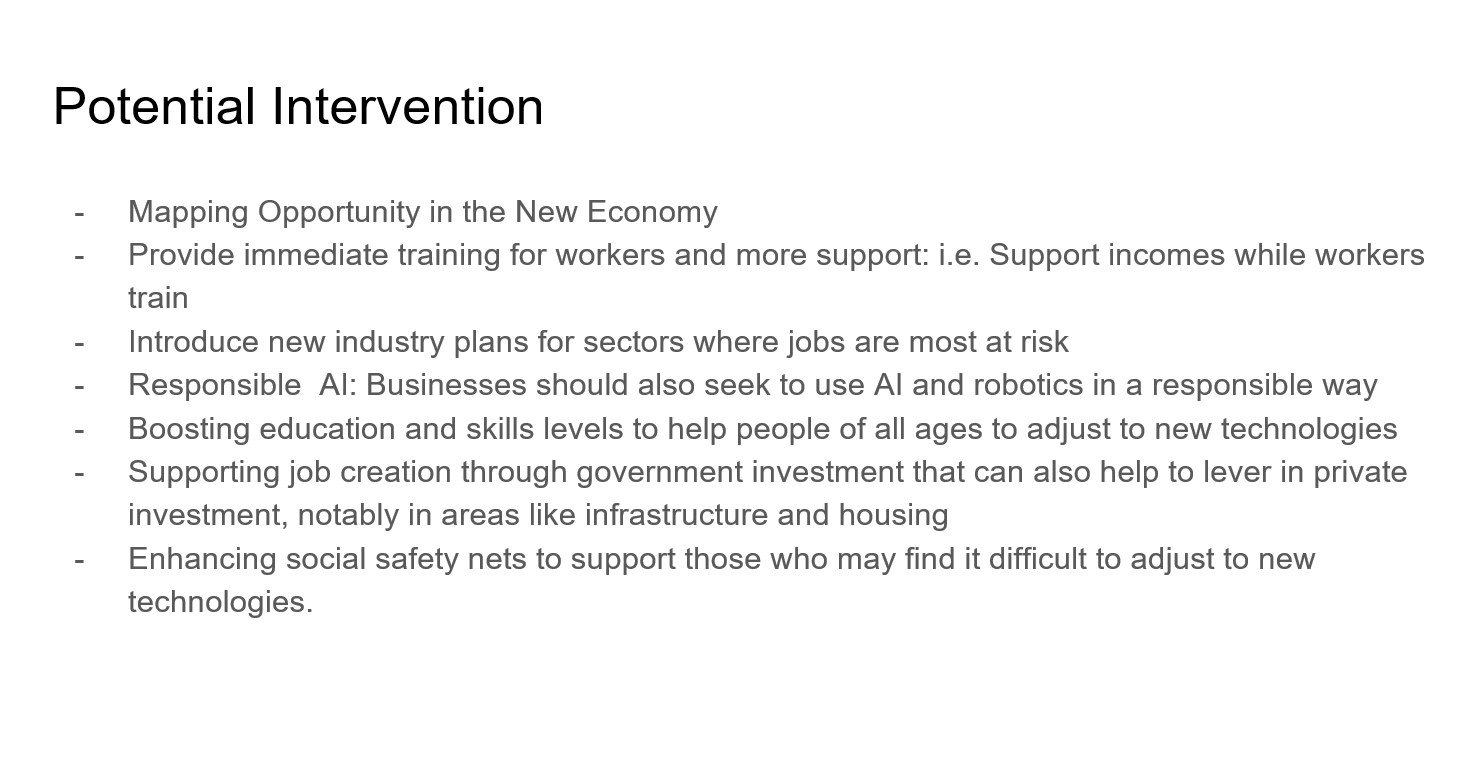 Potential Intervention
- Mapping Opportunity in the New Economy
- Provide immediate training for workers and more support: i.e. Support incomes while workers
train
- Introduce new industry plans for sectors where jobs are most at risk
- Responsible  AI: Businesses should also seek to use AI and robotics in a responsible way
- Boosting education and skills levels to help people of all ages to adjust to new technologies
- Supporting job creation through government investment that can also help to lever in private
investment, notably in areas like infrastructure and housing
- Enhancing social safety nets to support those who may find it difficult to adjust to new
technologies.